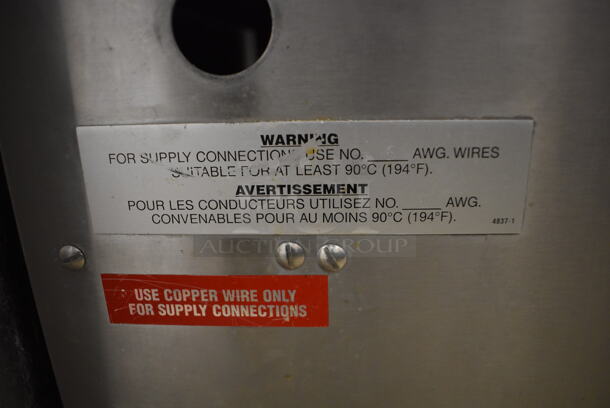 WARNING
FOR SUPPLY CONNECTIONS USE NO. _____ AWG. WIRES
SUITABLE FOR AT LEAST 90°C (194°F).
AVERTISSEMENT
POUR LES CONDUCTEURS UTILISEZ NO. _____ AWG.
CONVENABLES POUR AU MOINS 90°C (194°F).
4837-1
AUCTION GROUP
USE COPPER WIRE ONLY
FOR SUPPLY CONNECTIONS